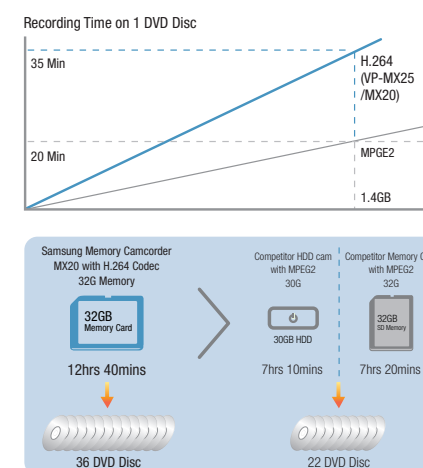 Recording Time on 1 DVD Disc
35 Min
H.264
(VP-MX25
/MX20)
20 Min
MPGE2
1.4GB
Samsung Memory Camcorder
MX20 with H.264 Codec
32G Memory
32GB
Memory Card
12hrs 40mins
36 DVD Disc
Competitor HDD cam
with MPEG2
30G
30GB HDD
7hrs 10mins
Competitor Memory
with MPEG2
32G
32GB
SD Memory
7hrs 20mins
22 DVD Disc